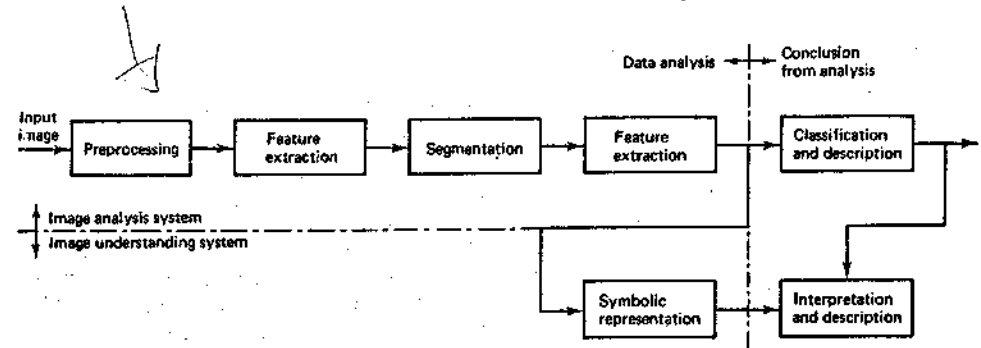 Data analysis
Conclusion
from analysis
Input
image
Preprocessing
Feature
extraction
Segmentation
Feature
extraction
Classification
and description
Image analysis system
Image understanding system
Symbolic
representation
Interpretation
and description